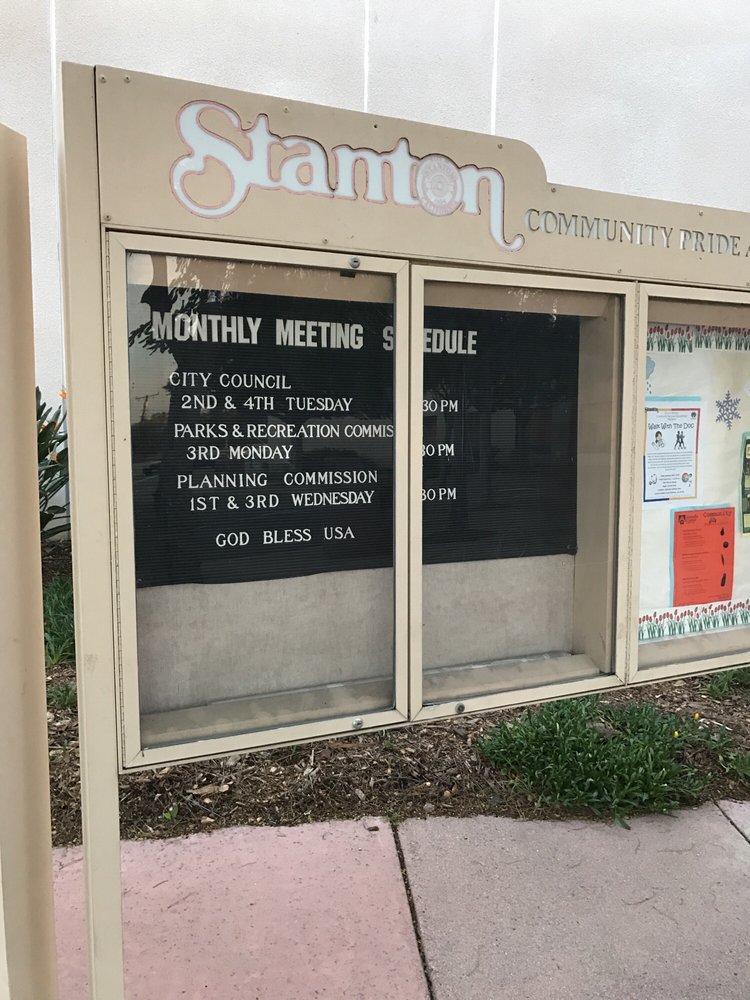 Stanton
COMMUNITY PRIDE
MONTHLY MEETING S EDULE
CITY COUNCIL
2ND & 4TH TUESDAY 30 PM
PARKS & RECREATION COMMIS
3RD MONDAY 30 PM
PLANNING COMMISSION
1ST & 3RD WEDNESDAY 30 PM
GOD BLESS USA
Walk With The Doc
Community